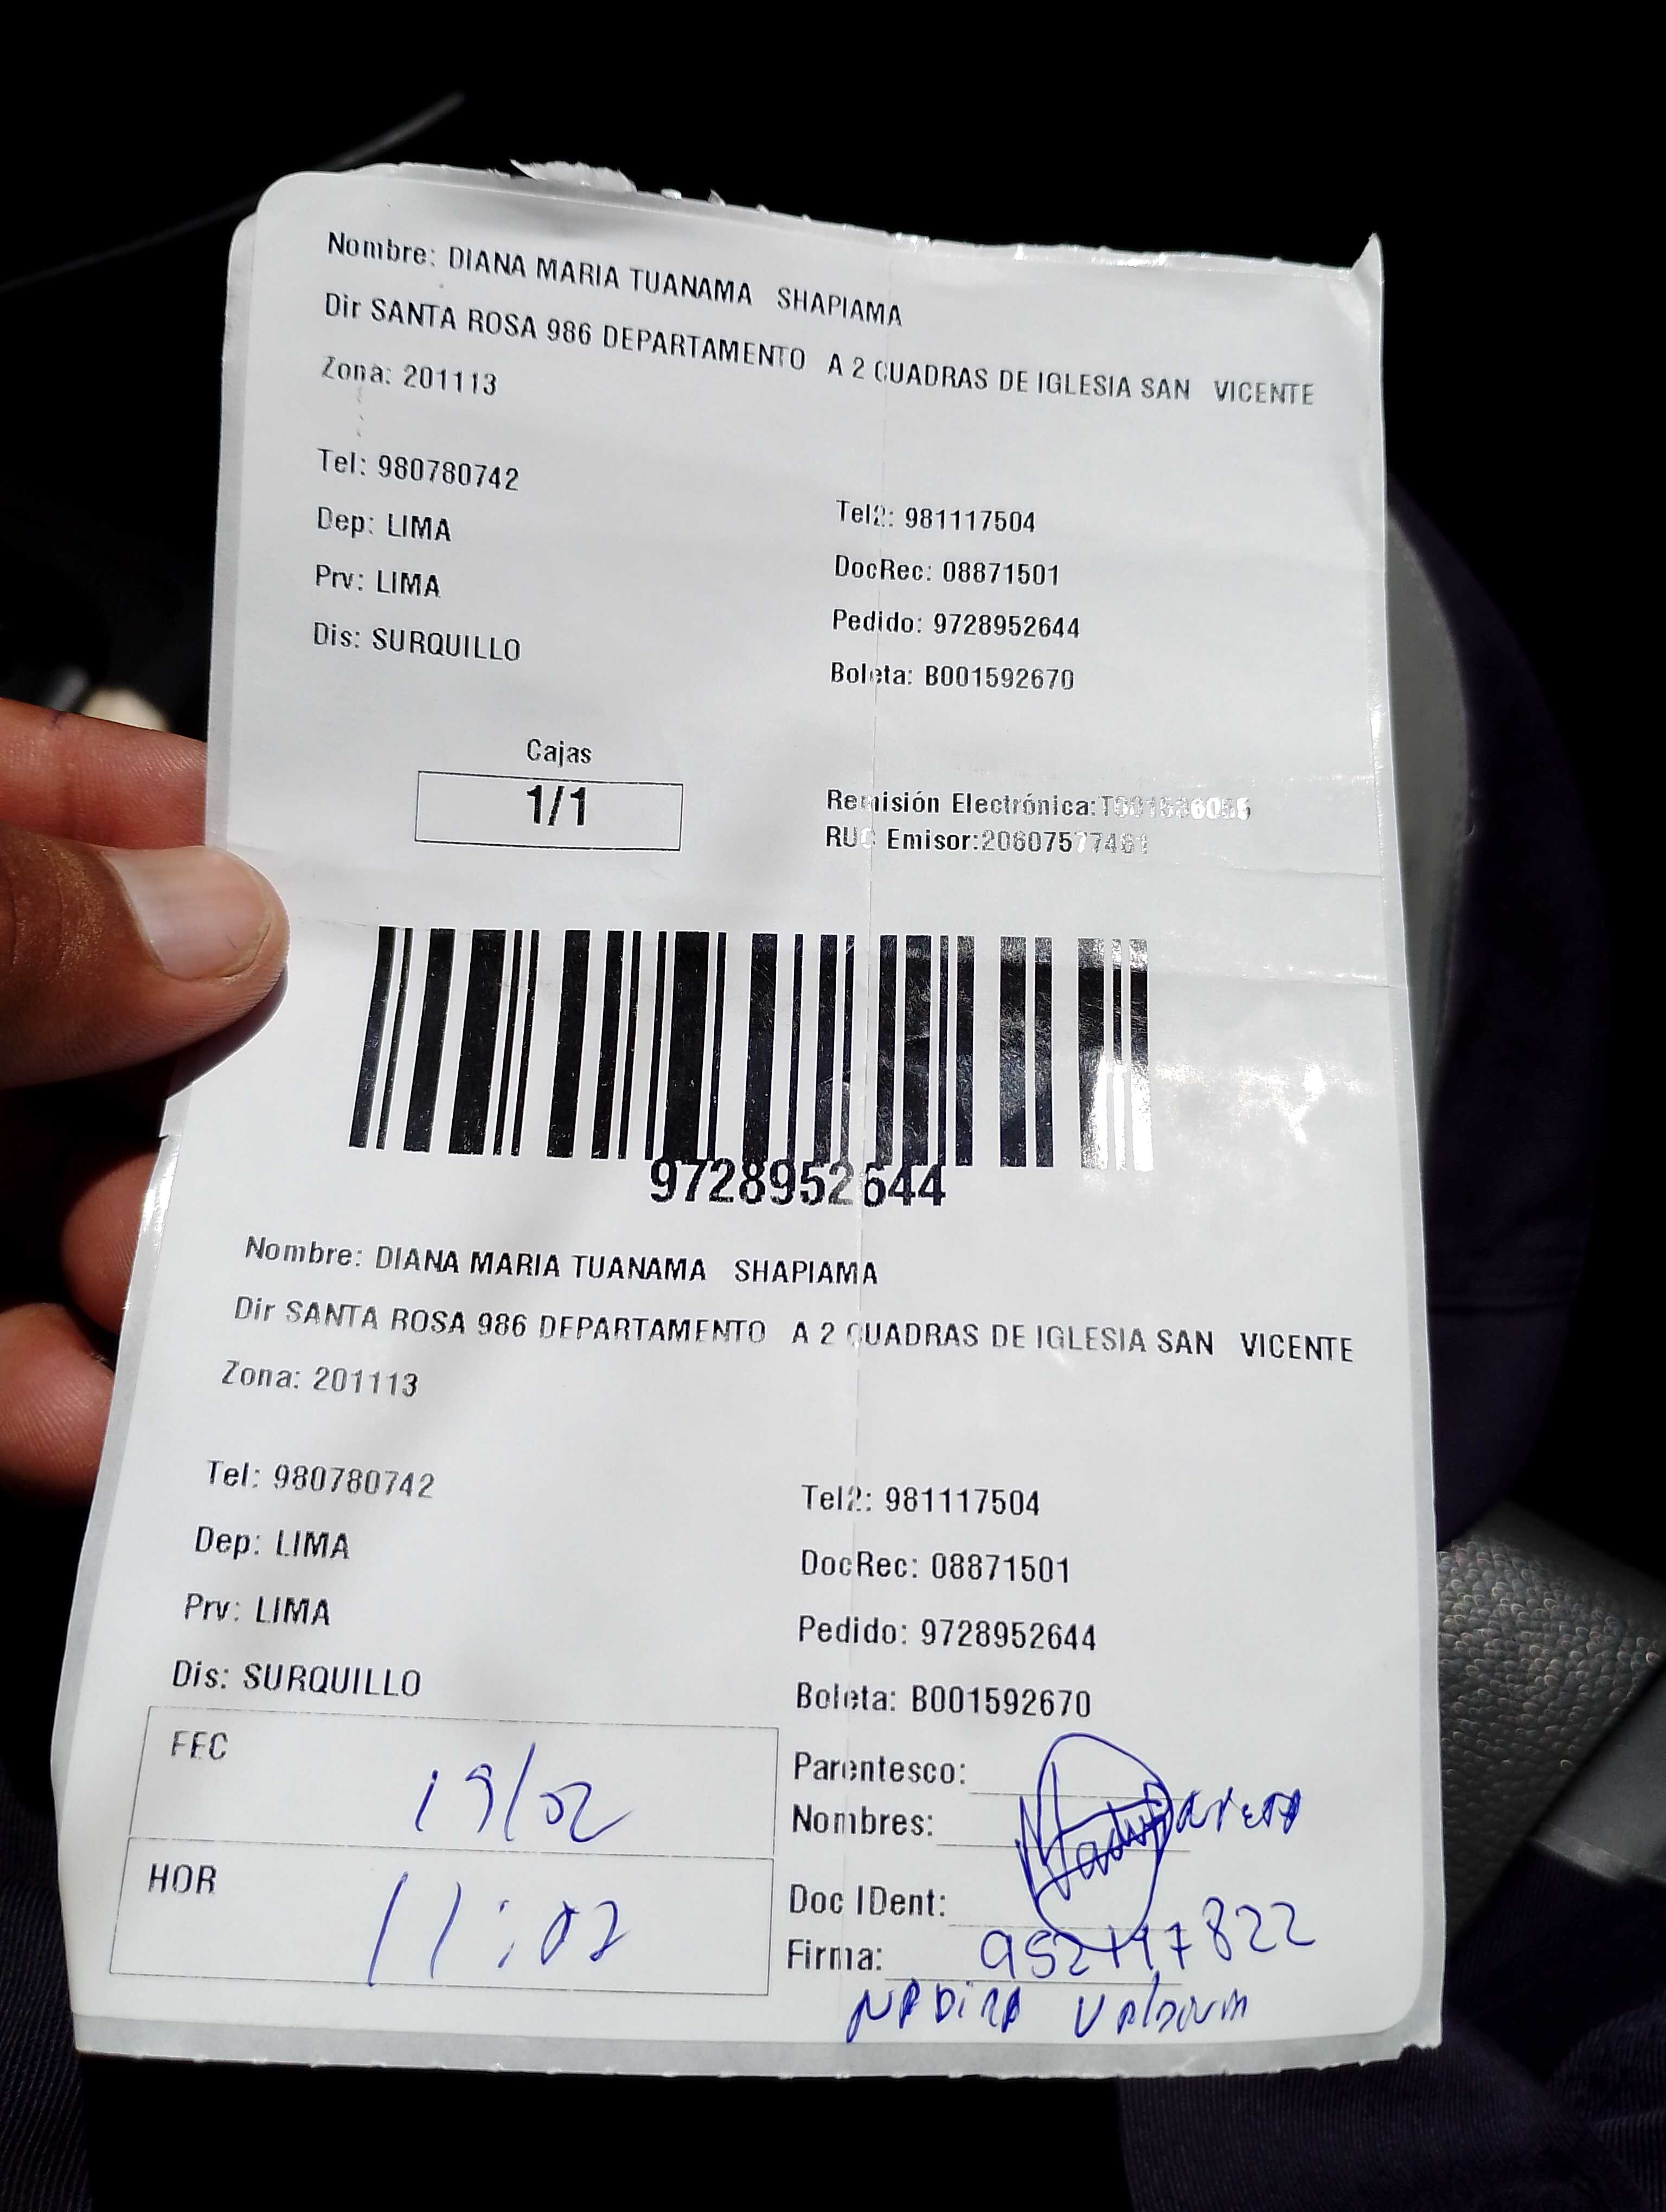 Nombre: DIANA MARIA TUANAMA SHAPIAMA
Dir SANTA ROSA 986 DEPARTAMENTO A 2 CUADRAS DE IGLESIA SAN VICENTE
Zona: 201113
Tel: 980780742
Tel2: 981117504
Dep: LIMA
DocRec: 08871501
Prv: LIMA
Pedido: 9728952644
Dis: SURQUILLO
Boleta: B001592670
Cajas
1/1
Remisión Electrónica:
RUC Emisor:
9728952644
Nombre: DIANA MARIA TUANAMA SHAPIAMA
Dir SANTA ROSA 986 DEPARTAMENTO A 2 CUADRAS DE IGLESIA SAN VICENTE
Zona: 201113
Tel: 980780742
Tel2: 981117504
Dep: LIMA
DocRec: 08871501
Prv: LIMA
Pedido: 9728952644
Dis: SURQUILLO
Boleta: B001592670
FEC 19/02
Parentesco:
Nombres:
HOR 11:02
Doc IDent:
Firma: